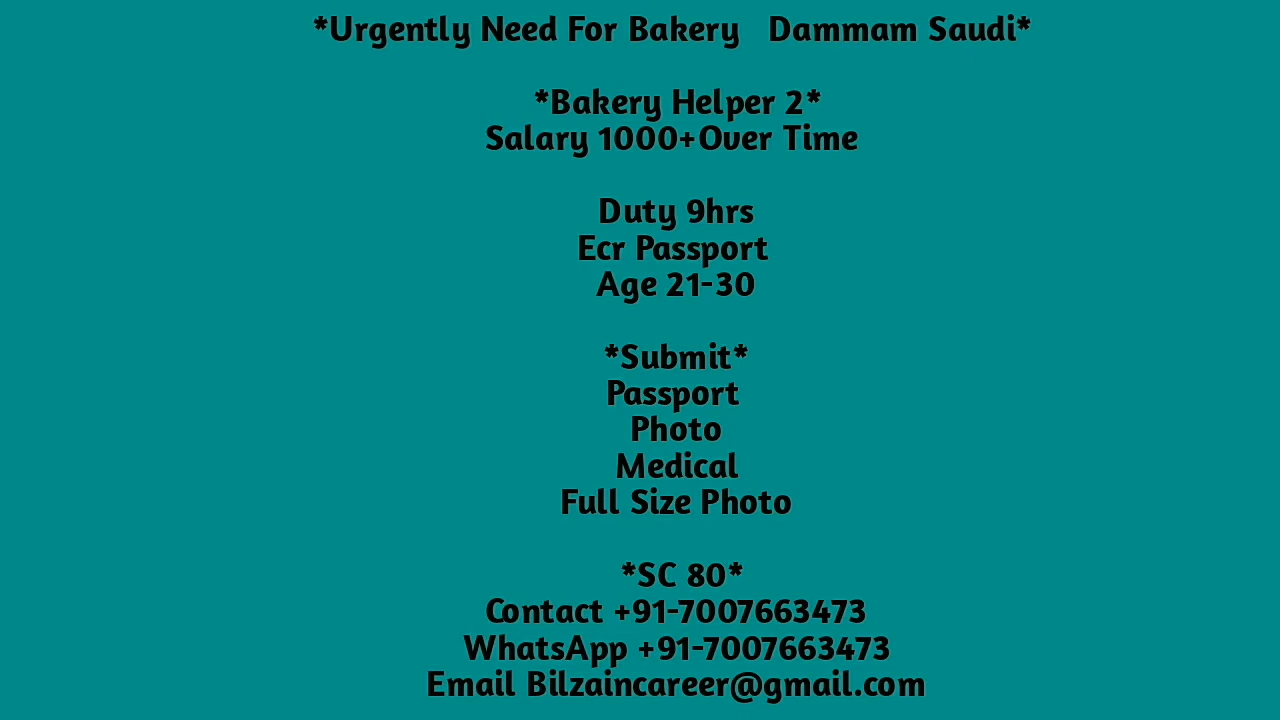 *Urgently Need For Bakery   Dammam Saudi*
*Bakery Helper 2*
Salary 1000+Over Time
Duty 9hrs
Ecr Passport
Age 21-30
*Submit*
Passport
Photo
Medical
Full Size Photo
*SC 80*
Contact +91-7007663473
WhatsApp +91-7007663473
Email Bilzaincareer@gmail.com